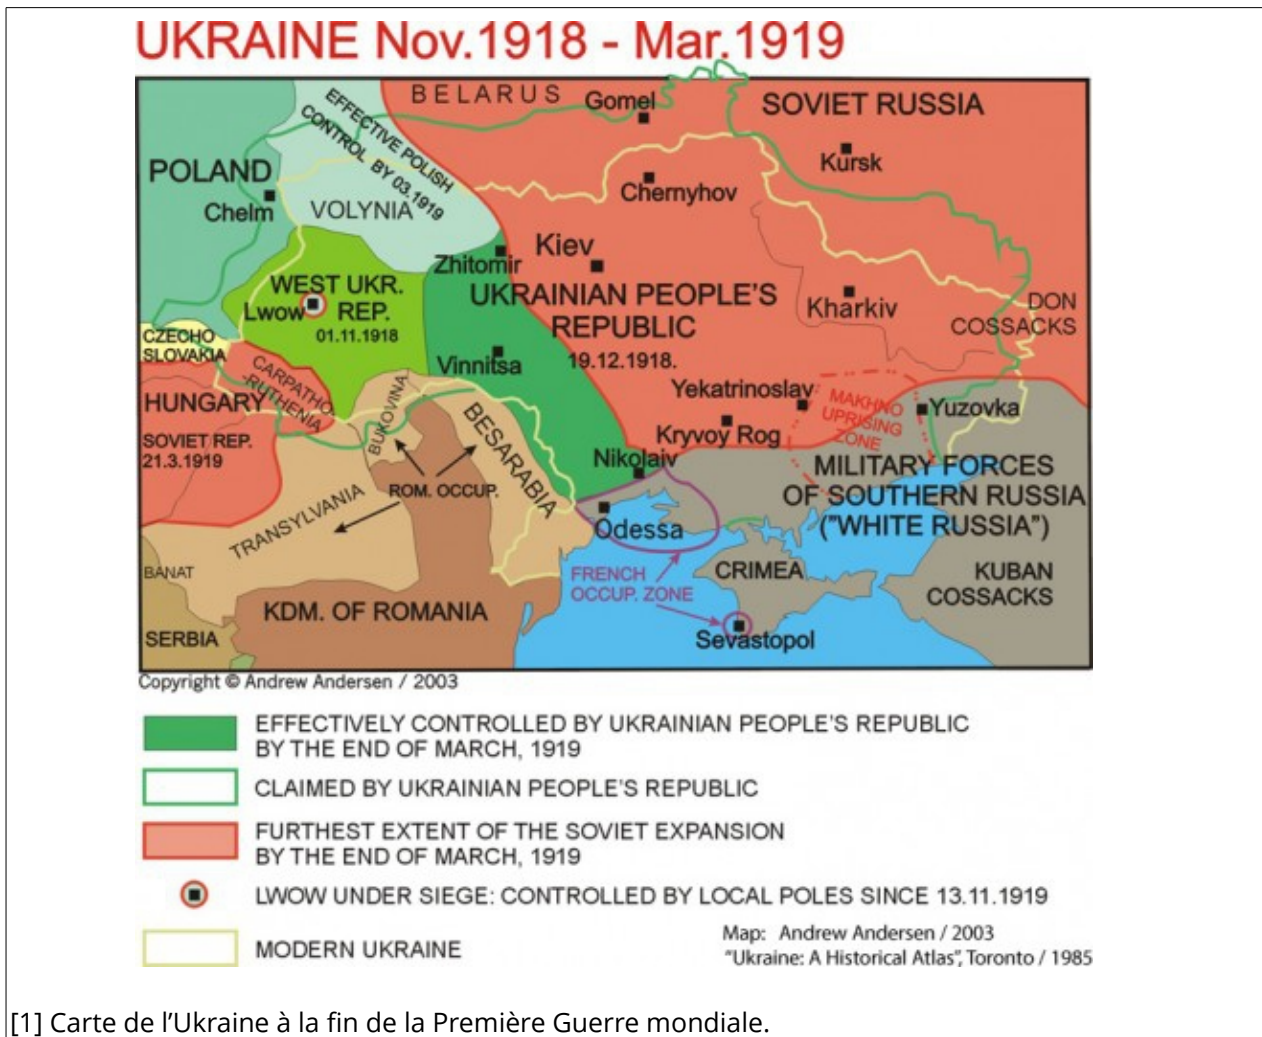 UKRAINE Nov.1918 - Mar.1919
BELARUS
Gomel
SOVIET RUSSIA
EFFECTIVE POLISH
CONTROL BY 03.1919
POLAND
Chelm
VOLYNIA
Kursk
Chernyhov
Zhitomir
Kiev
WEST UKR.
REP.
01.11.1918
Lwow
UKRAINIAN PEOPLE'S
REPUBLIC
19.12.1918.
Kharkiv
DON
COSSACKS
CZECHO
SLOVAKIA
CARPATHO
-RUTHENIA
Vinnitsa
HUNGARY
SOVIET REP.
21.3.1919
BUKOVINA
BESARABIA
Yekatrinoslav
MAKHNO
UPRISING
ZONE
Yuzovka
Kryvoy Rog
Nikolaiv
MILITARY FORCES
OF SOUTHERN RUSSIA
("WHITE RUSSIA")
ROM. OCCUP.
TRANSYLVANIA
Odessa
BANAT
FRENCH
OCCUP. ZONE
CRIMEA
KUBAN
COSSACKS
KDM. OF ROMANIA
SERBIA
Sevastopol
Copyright © Andrew Andersen / 2003
EFFECTIVELY CONTROLLED BY UKRAINIAN PEOPLE'S REPUBLIC
BY THE END OF MARCH, 1919
CLAIMED BY UKRAINIAN PEOPLE'S REPUBLIC
FURTHEST EXTENT OF THE SOVIET EXPANSION
BY THE END OF MARCH, 1919
LWOW UNDER SIEGE: CONTROLLED BY LOCAL POLES SINCE 13.11.1919
MODERN UKRAINE
Map: Andrew Andersen / 2003
"Ukraine: A Historical Atlas", Toronto / 1985
[1] Carte de l’Ukraine à la fin de la Première Guerre mondiale.